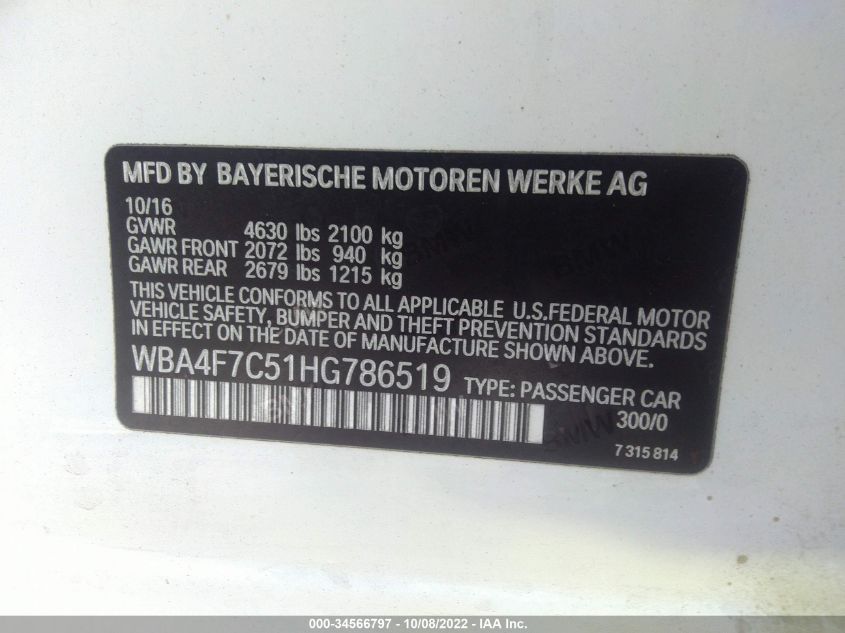 MFD BY BAYERISCHE MOTOREN WERKE AG
10/16
GVWR 4630 lbs 2100 kg
GAWR FRONT 2072 lbs 940 kg
GAWR REAR 2679 lbs 1215 kg
THIS VEHICLE CONFORMS TO ALL APPLICABLE U.S.FEDERAL MOTOR
VEHICLE SAFETY, BUMPER AND THEFT PREVENTION STANDARDS
IN EFFECT ON THE DATE OF MANUFACTURE SHOWN ABOVE.
WBA4F7C51HG786519 TYPE: PASSENGER CAR
300/0
7 315 814
000-34566797 - 10/08/2022 - IAA Inc.